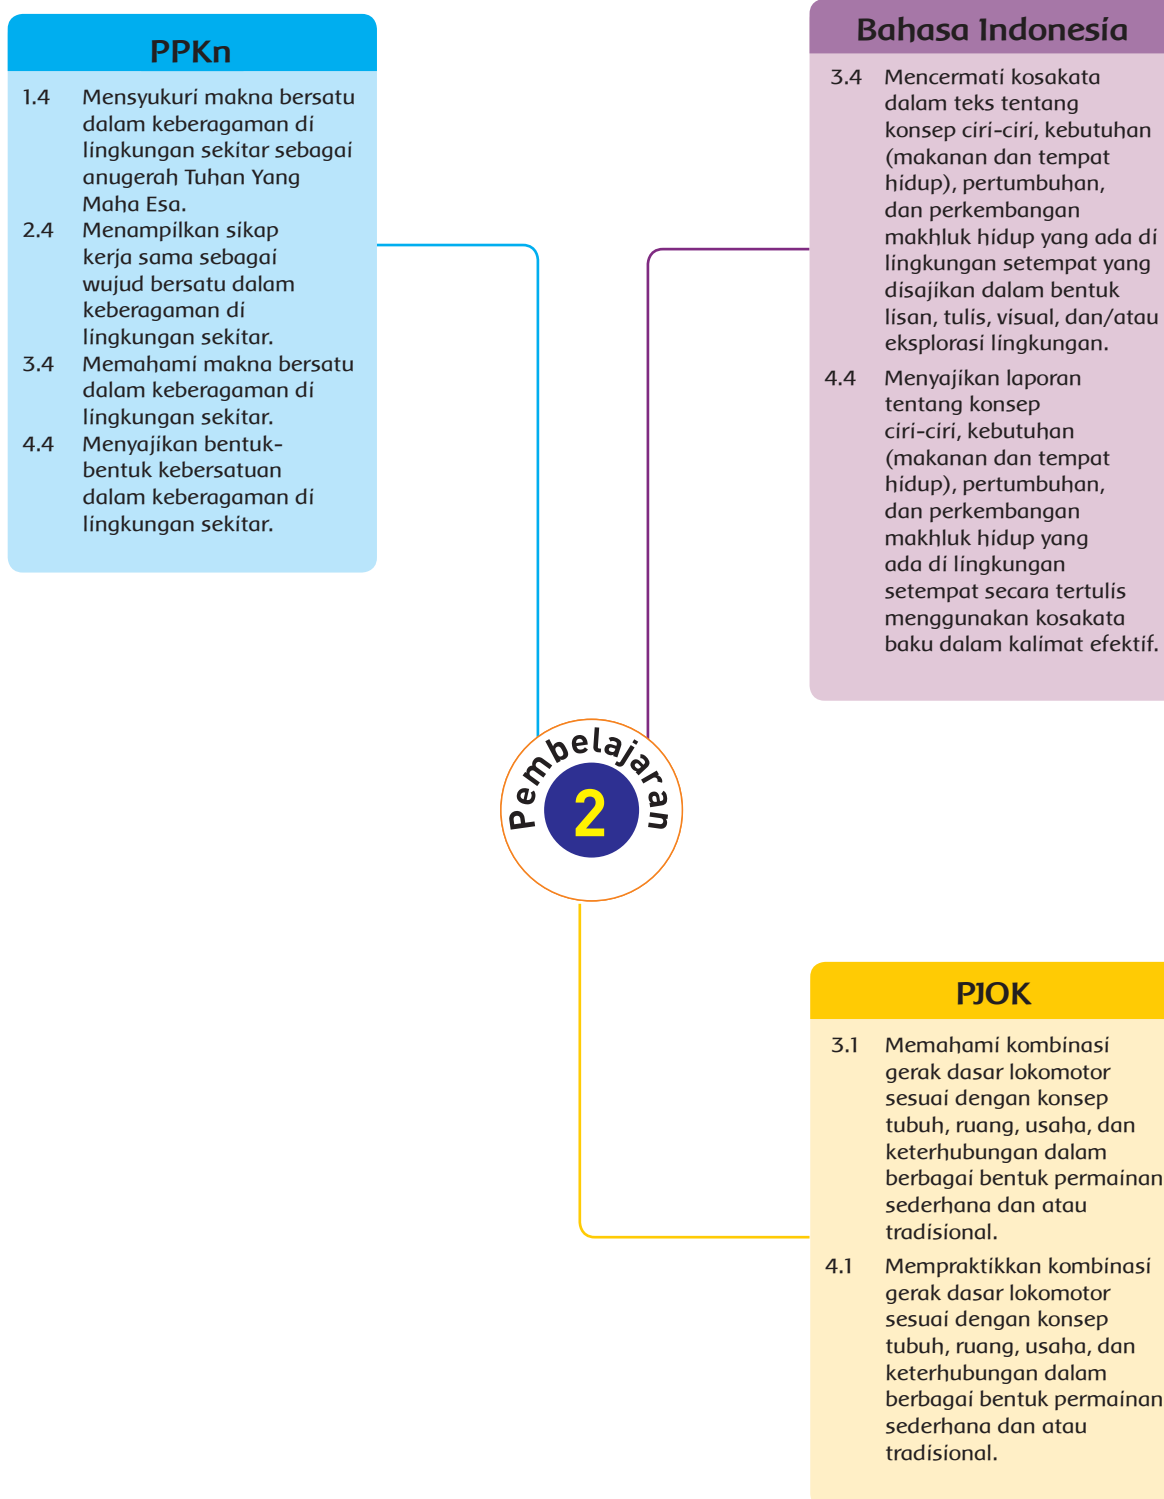 PPKn
1.4 Mensyukuri makna bersatu
dalam keberagaman di
lingkungan sekitar sebagai
anugerah Tuhan Yang
Maha Esa.
2.4 Menampilkan sikap
kerja sama sebagai
wujud bersatu dalam
keberagaman di
lingkungan sekitar.
3.4 Memahami makna bersatu
dalam keberagaman di
lingkungan sekitar.
4.4 Menyajikan bentuk-
bentuk kebersatuan
dalam keberagaman di
lingkungan sekitar.
Bahasa Indonesia
3.4 Mencermati kosakata
dalam teks tentang
konsep ciri-ciri, kebutuhan
(makanan dan tempat
hidup), pertumbuhan,
dan perkembangan
makhluk hidup yang ada di
lingkungan setempat yang
disajikan dalam bentuk
lisan, tulis, visual, dan/atau
eksplorasi lingkungan.
4.4 Menyajikan laporan
tentang konsep
ciri-ciri, kebutuhan
(makanan dan tempat
hidup), pertumbuhan,
dan perkembangan
makhluk hidup yang
ada di lingkungan
setempat secara tertulis
menggunakan kosakata
baku dalam kalimat efektif.
Pembelajaran
2
PJOK
3.1 Memahami kombinasi
gerak dasar lokomotor
sesuai dengan konsep
tubuh, ruang, usaha, dan
keterhubungan dalam
berbagai bentuk permainan
sederhana dan atau
tradisional.
4.1 Mempraktikkan kombinasi
gerak dasar lokomotor
sesuai dengan konsep
tubuh, ruang, usaha, dan
keterhubungan dalam
berbagai bentuk permainan
sederhana dan atau
tradisional.